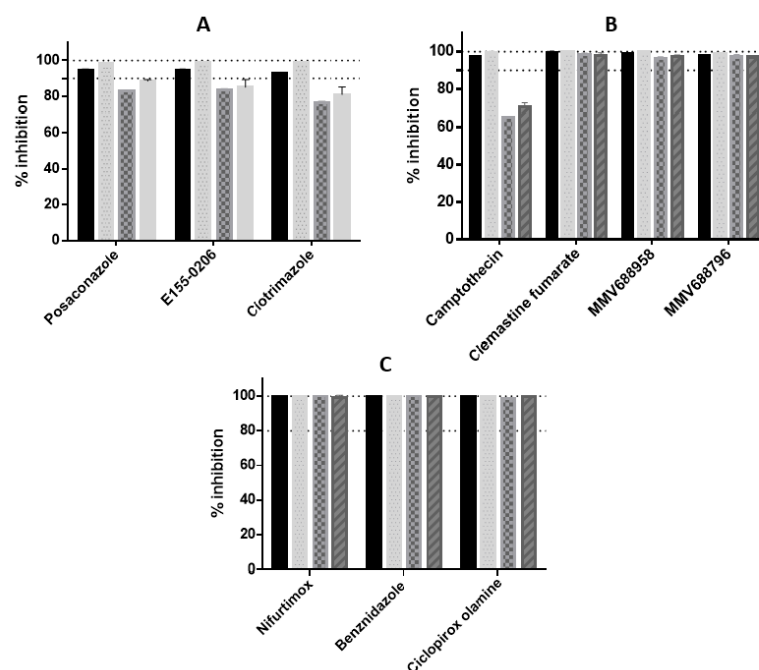 A
% inhibition
100
80
60
40
20
0
Posaconazole
E155-0206
Clotrimazole
B
% inhibition
100
80
60
40
20
0
Camptothecin
Clemastine fumarate
MMV688958
MMV688796
C
% inhibition
100
80
60
40
20
0
Nifurtimox
Benznidazole
Ciclopirox olamine